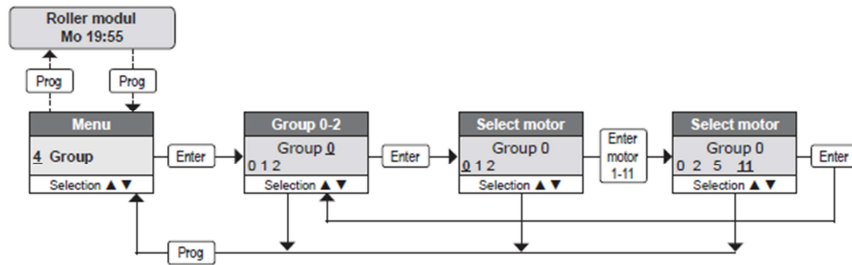 Roller modul
Mo 19:55
Prog
Prog
Menu
4 Group
Selection ▲ ▼
Enter
Group 0-2
Group 0
0 1 2
Selection ▲ ▼
Enter
Select motor
Group 0
0 1 2
Selection ▲ ▼
Enter
motor
1-11
Select motor
Group 0
0 2 5 11
Selection ▲ ▼
Enter
Prog